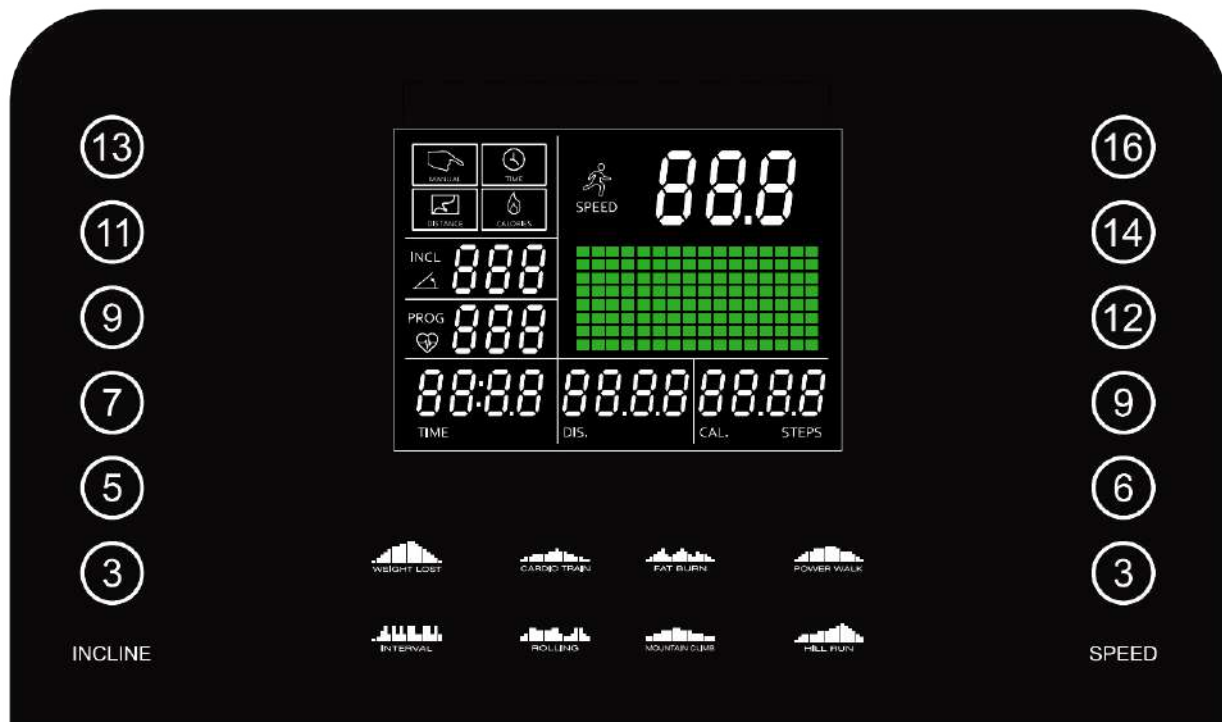 13
11
9
7
5
3
INCLINE
MANUAL
TIME
DISTANCE
CALORIES
SPEED
88.8
INCL
888
PROG
888
88:8.8
TIME
88.8.8
DIS.
88.8.8
CAL. STEPS
WEIGHT LOST
CARDIO TRAIN
FAT BURN
POWER WALK
INTERVAL
ROLLING
MOUNTAIN CLIMB
HILL RUN
16
14
12
9
6
3
SPEED